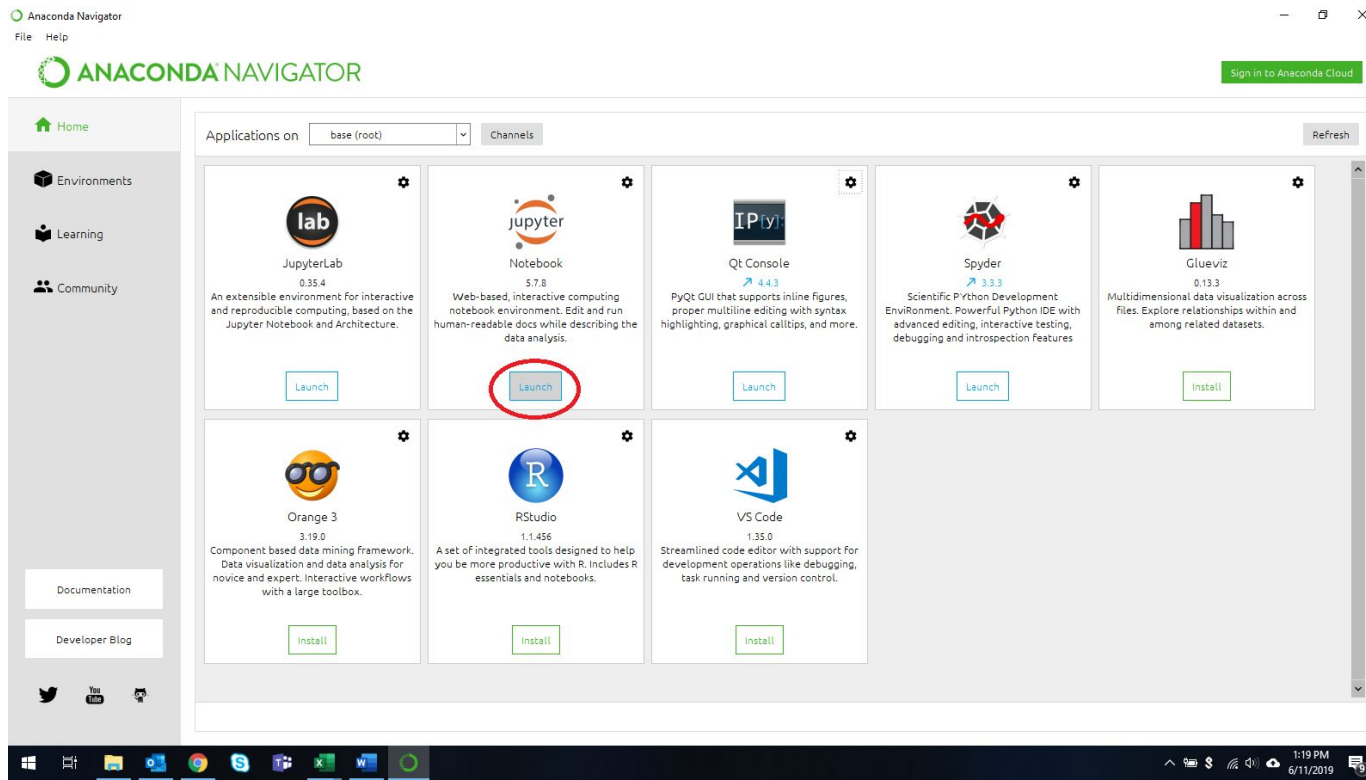 Anaconda Navigator
File Help
ANACONDA NAVIGATOR
Sign in to Anaconda Cloud
Home
Environments
Learning
Community
Documentation
Developer Blog
You
Tube
Applications on base (root) Channels Refresh
lab
JupyterLab
0.35.4
An extensible environment for interactive
and reproducible computing, based on the
Jupyter Notebook and Architecture.
Launch
jupyter
Notebook
5.7.8
Web-based, interactive computing
notebook environment. Edit and run
human-readable docs while describing the
data analysis.
Launch
IP[y]:
Qt Console
4.4.3
PyQt GUI that supports inline figures,
proper multiline editing with syntax
highlighting, graphical calltips, and more.
Launch
Spyder
3.3.3
Scientific PYthon Development
EnviRonment. Powerful Python IDE with
advanced editing, interactive testing,
debugging and introspection features
Launch
Glueviz
0.13.3
Multidimensional data visualization across
files. Explore relationships within and
among related datasets.
Install
Orange 3
3.19.0
Component based data mining framework.
Data visualization and data analysis for
novice and expert. Interactive workflows
with a large toolbox.
Install
R
RStudio
1.1.456
A set of integrated tools designed to help
you be more productive with R. Includes R
essentials and notebooks.
Install
VS Code
1.35.0
Streamlined code editor with support for
development operations like debugging,
task running and version control.
Install
1:19 PM
6/11/2019